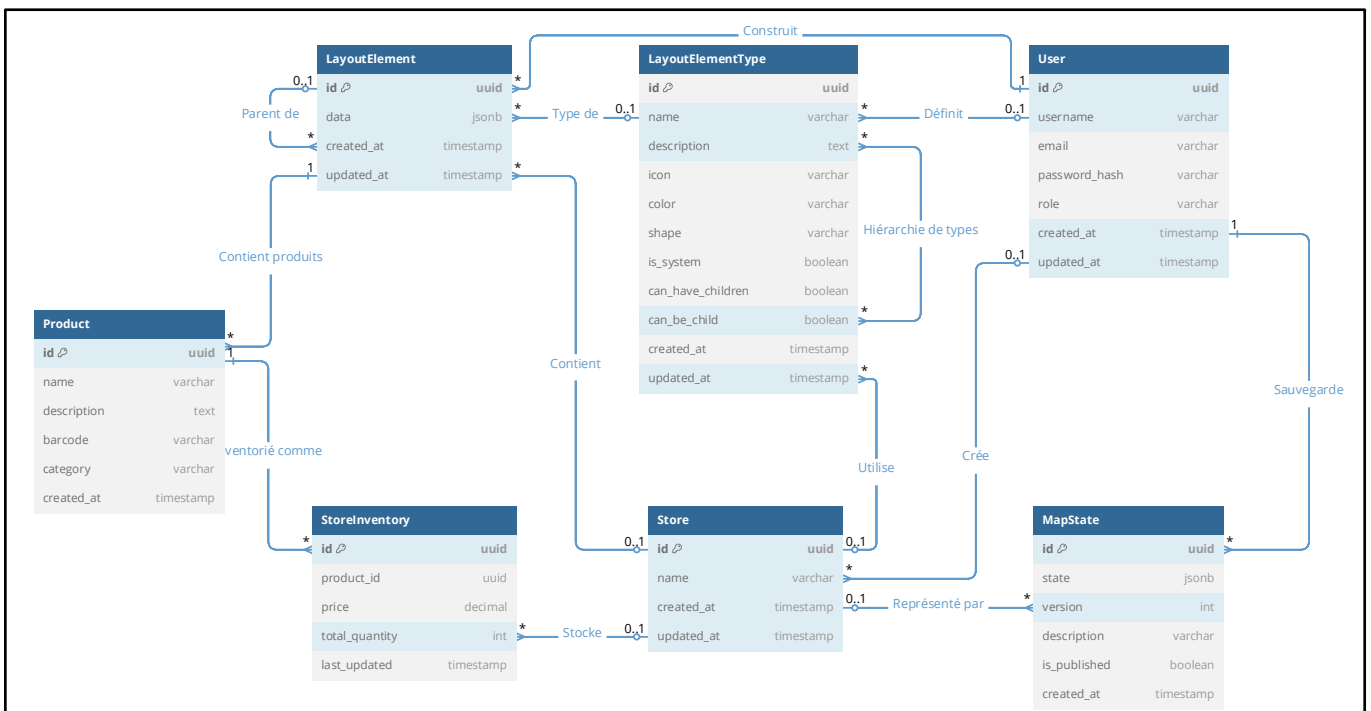 Construit
LayoutElement
id uuid
data jsonb
created_at timestamp
updated_at timestamp
0..1
*
1
*
*
*
Parent de
Type de
0..1
LayoutElementType
id uuid
name varchar
description text
icon varchar
color varchar
shape varchar
is_system boolean
can_have_children boolean
can_be_child boolean
created_at timestamp
updated_at timestamp
*
*
*
*
Définit
Hiérarchie de types
User
id uuid
username varchar
email varchar
password_hash varchar
role varchar
created_at timestamp
updated_at timestamp
1
0..1
0..1
1
Contient produits
Product
id uuid
name varchar
description text
barcode varchar
category varchar
created_at timestamp
*
1
Contient
Sauvegarde
ventorié comme
Utilise
Crée
StoreInventory
id uuid
product_id uuid
price decimal
total_quantity int
last_updated timestamp
*
*
Stocke
0..1
0..1
Store
id uuid
name varchar
created_at timestamp
updated_at timestamp
0..1
*
0..1
Représenté par
*
MapState
id uuid
state jsonb
version int
description varchar
is_published boolean
created_at timestamp
*